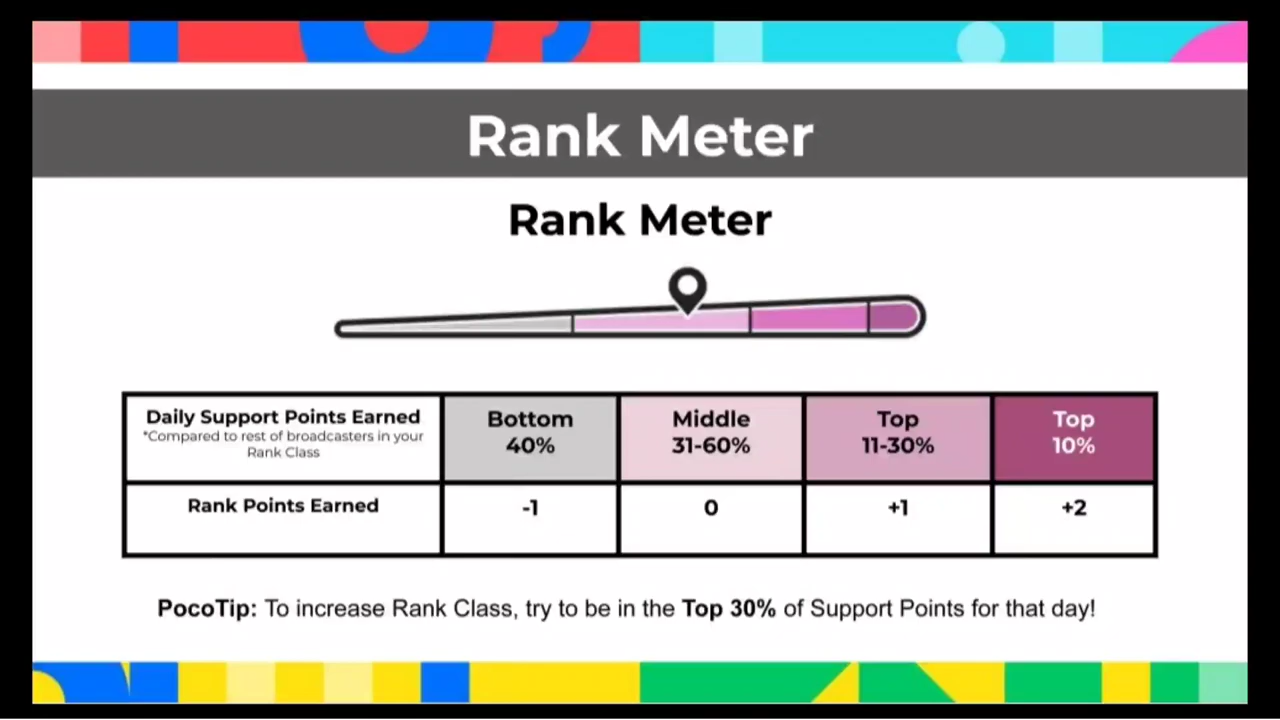 Rank Meter
Rank Meter
Daily Support Points Earned
*Compared to rest of broadcasters in your
Rank Class
Bottom
40%
Middle
31-60%
Top
11-30%
Top
10%
Rank Points Earned
-1
0
+1
+2
PocoTip: To increase Rank Class, try to be in the Top 30% of Support Points for that day!